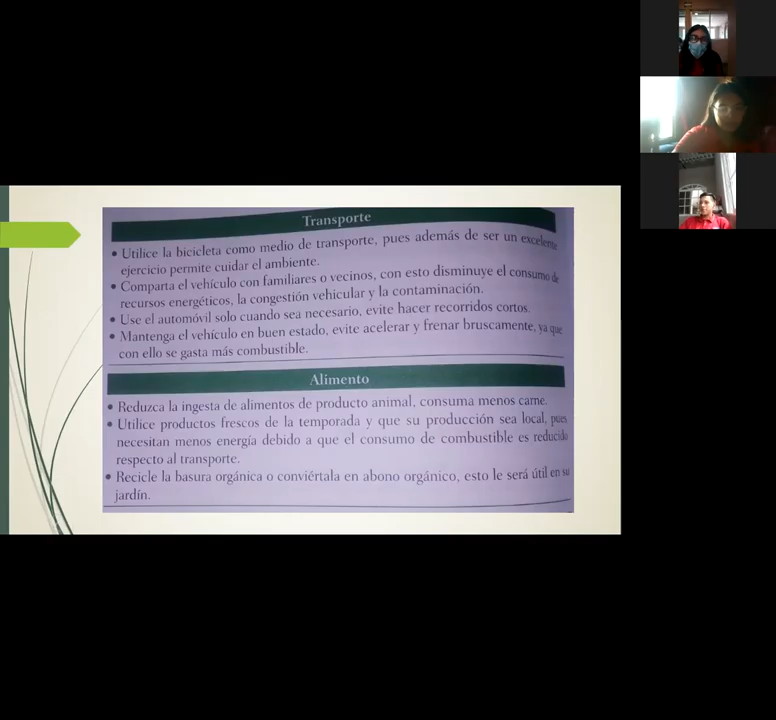 Transporte
• Utilice la bicicleta como medio de transporte, pues además de ser un excelente
ejercicio permite cuidar el ambiente.
• Comparta el vehículo con familiares o vecinos, con esto disminuye el consumo de
recursos energéticos, la congestión vehicular y la contaminación.
• Use el automóvil solo cuando sea necesario, evite hacer recorridos cortos.
• Mantenga el vehículo en buen estado, evite acelerar y frenar bruscamente, ya que
con ello se gasta más combustible.
Alimento
• Reduzca la ingesta de alimentos de producto animal, consuma menos carne.
• Utilice productos frescos de la temporada y que su producción sea local, pues
necesitan menos energía debido a que el consumo de combustible es reducido
respecto al transporte.
• Recicle la basura orgánica o conviértala en abono orgánico, esto le será útil en su
jardín.